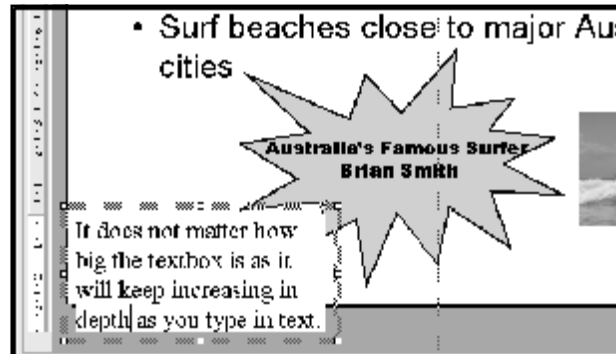 • Surf beaches close to major Aus
cities
Australia's Famous Surfer
Brian Smith
It does not matter how
big the textbox is as it
will keep increasing in
depth as you type in text.